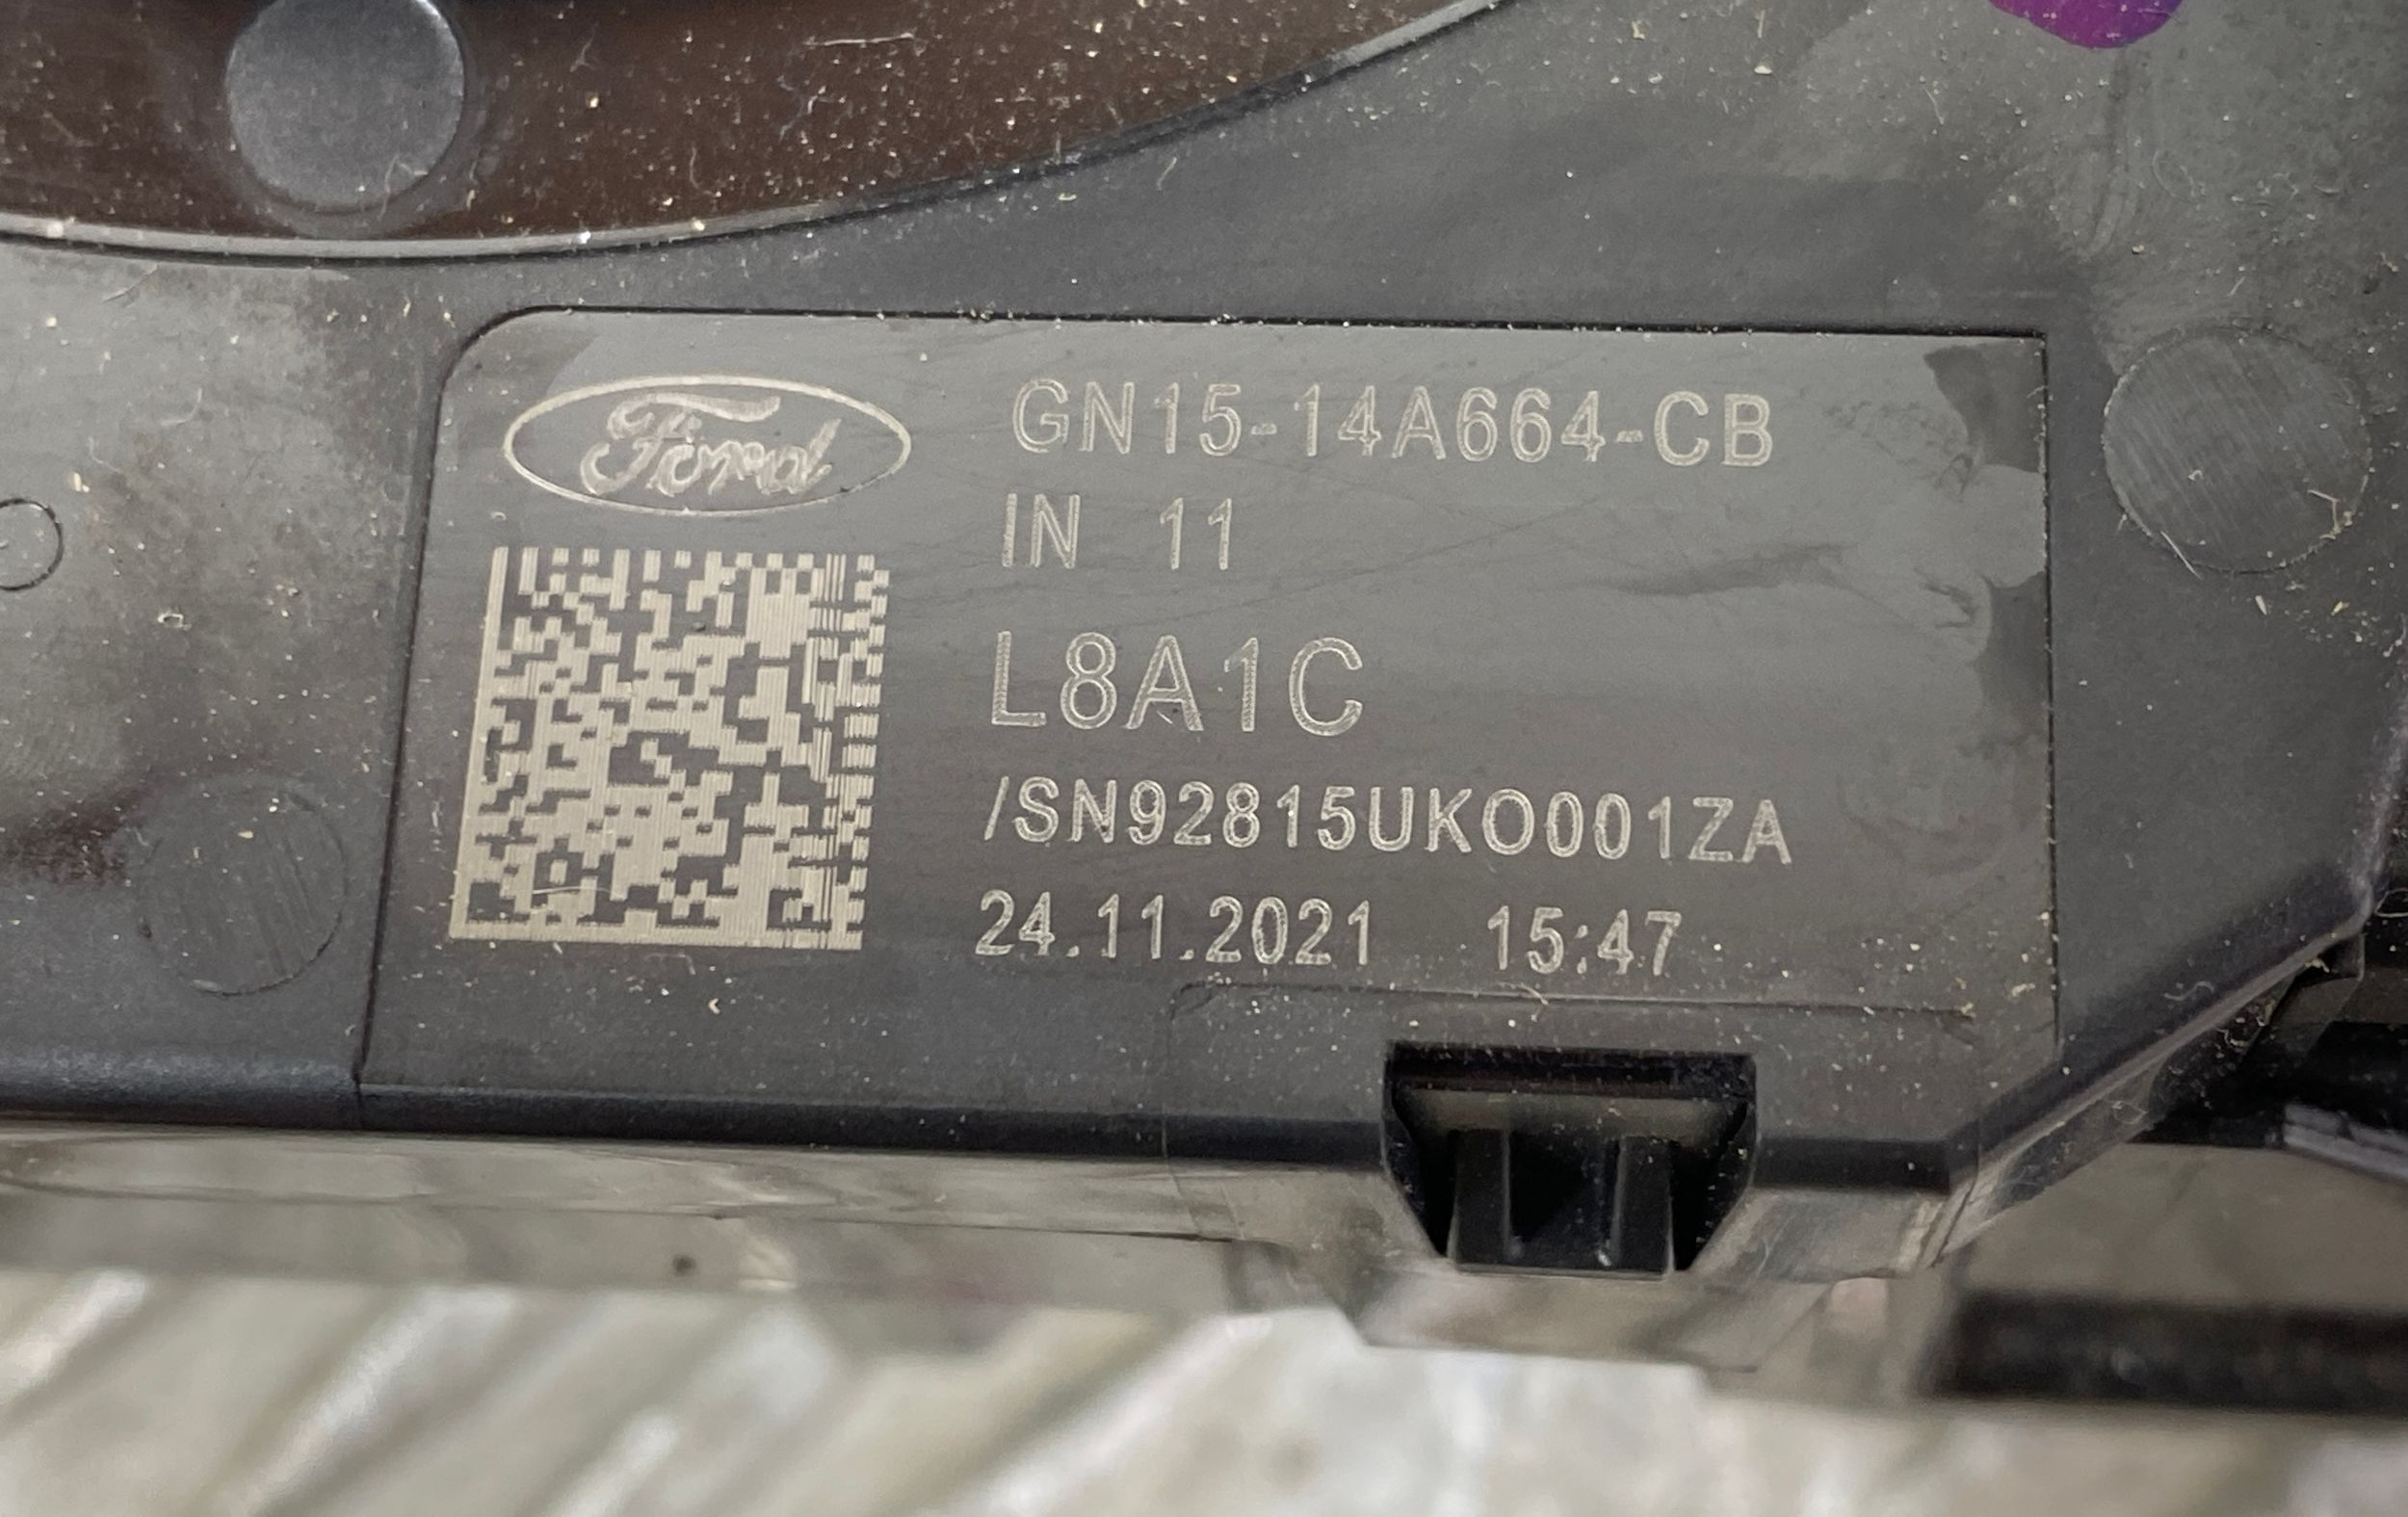 Ford
GN15-14A664-CB
IN 11
L8A1C
/SN92815UKO001ZA
24.11.2021 15:47